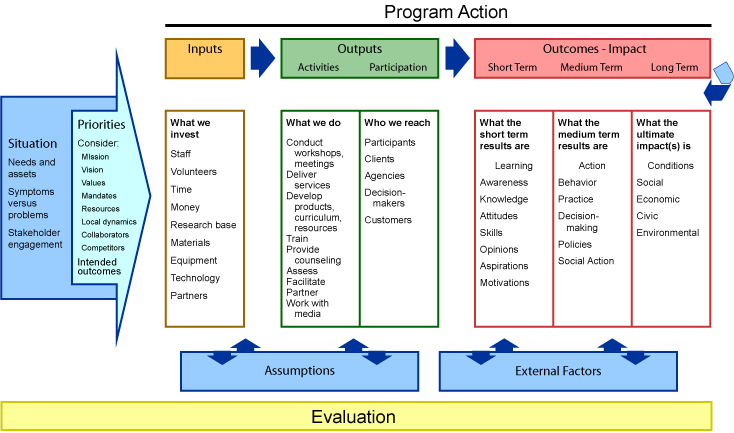 Program Action
Inputs
Outputs
Activities Participation
Outcomes - Impact
Short Term Medium Term Long Term
Situation
Needs and
assets
Symptoms
versus
problems
Stakeholder
engagement
Priorities
Consider:
Mission
Vision
Values
Mandates
Resources
Local dynamics
Collaborators
Competitors
Intended
outcomes
What we
invest
Staff
Volunteers
Time
Money
Research base
Materials
Equipment
Technology
Partners
What we do
Conduct
workshops,
meetings
Deliver
services
Develop
products,
curriculum,
resources
Train
Provide
counseling
Assess
Facilitate
Partner
Work with
media
Who we reach
Participants
Clients
Agencies
Decision-
makers
Customers
What the
short term
results are
Learning
Awareness
Knowledge
Attitudes
Skills
Opinions
Aspirations
Motivations
What the
medium term
results are
Action
Behavior
Practice
Decision-
making
Policies
Social Action
What the
ultimate
impact(s) is
Conditions
Social
Economic
Civic
Environmental
Assumptions
External Factors
Evaluation